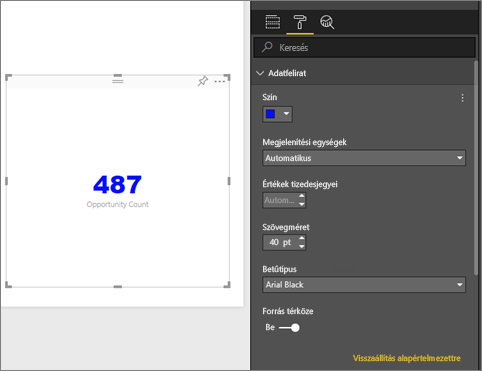 487
Opportunity Count
Keresés
Adatfelirat
Szín
Megjelenítési egységek
Automatikus
Értékek tizedesjegyei
Autom...
Szövegméret
40 pt
Betűtípus
Arial Black
Forrás térköze
Be
Visszaállítás alapértelmezettre